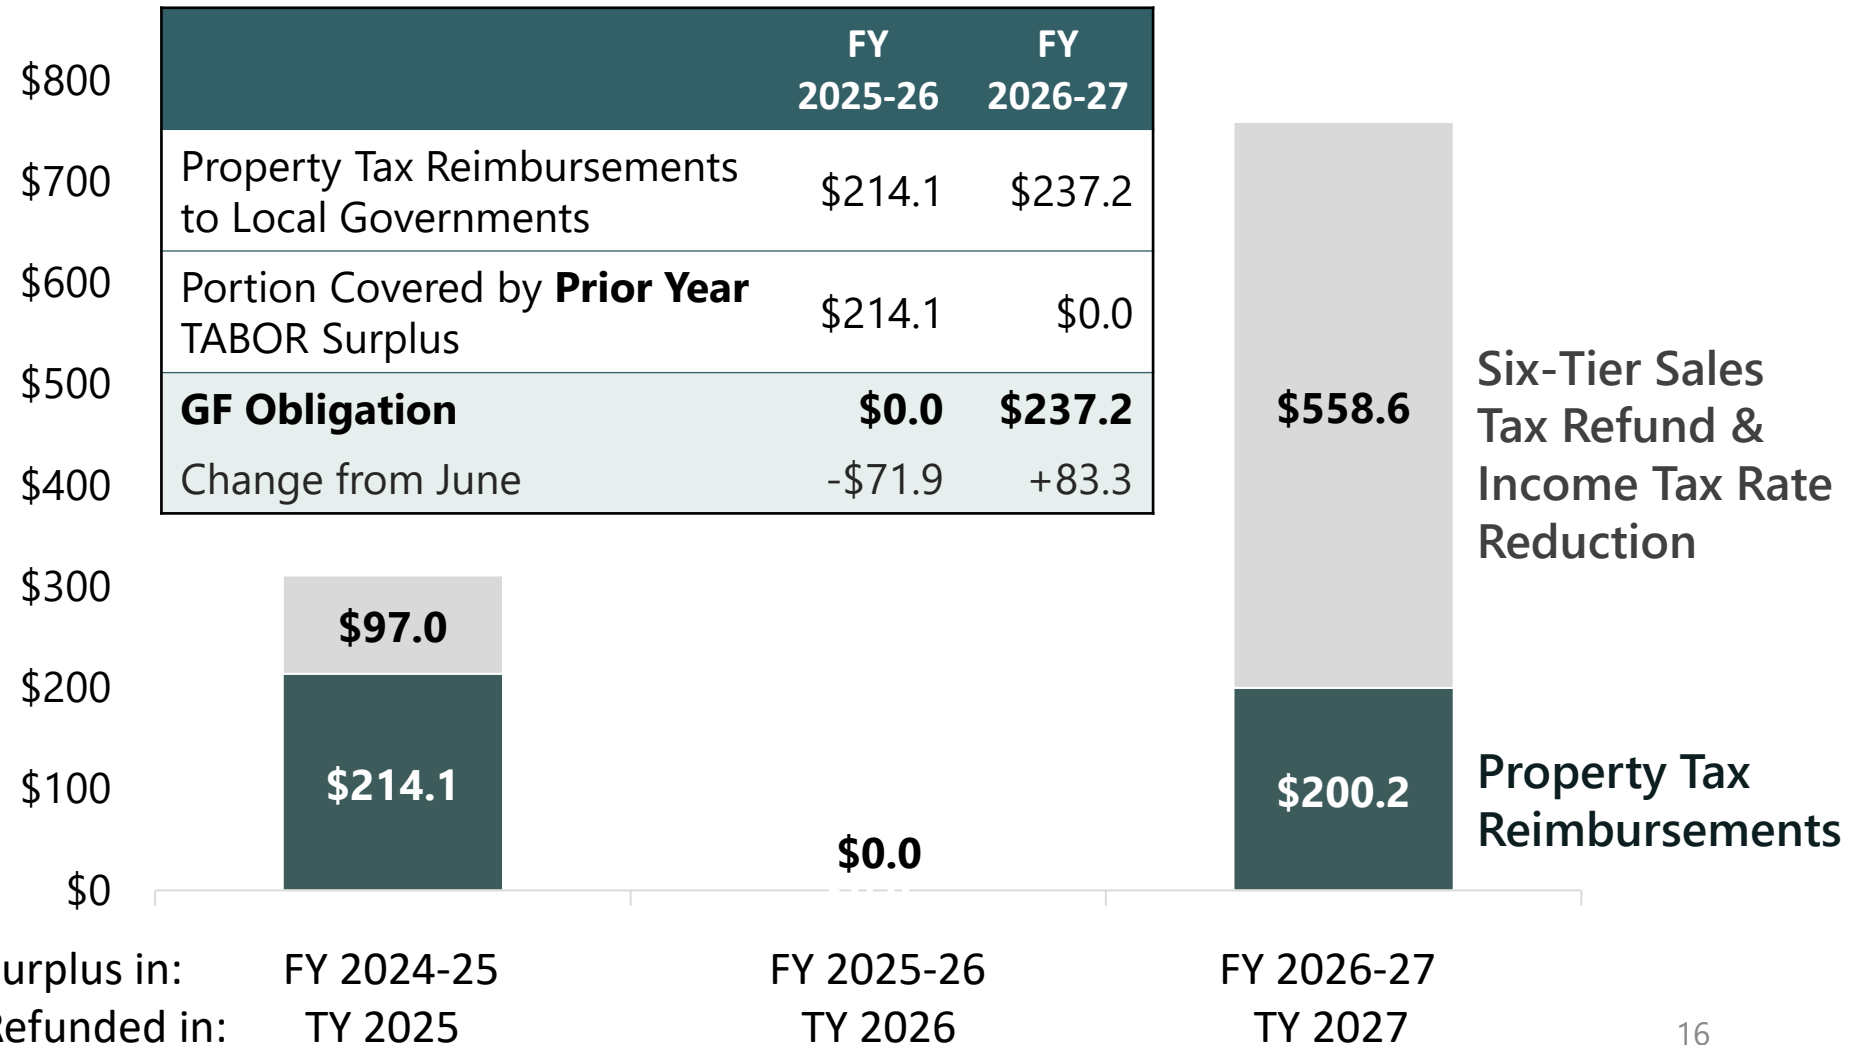 FY FY
2025-26 2026-27
Property Tax Reimbursements
to Local Governments
$214.1 $237.2
Portion Covered by Prior Year
TABOR Surplus
$214.1 $0.0
GF Obligation $0.0 $237.2
Change from June -$71.9 +83.3
$800
$700
$600
$500
$400
$300
$200
$100
$0
$97.0
$214.1
$0.0
$558.6
$200.2
Six-Tier Sales
Tax Refund &
Income Tax Rate
Reduction
Property Tax
Reimbursements
urplus in: FY 2024-25 FY 2025-26 FY 2026-27
Refunded in: TY 2025 TY 2026 TY 2027
16